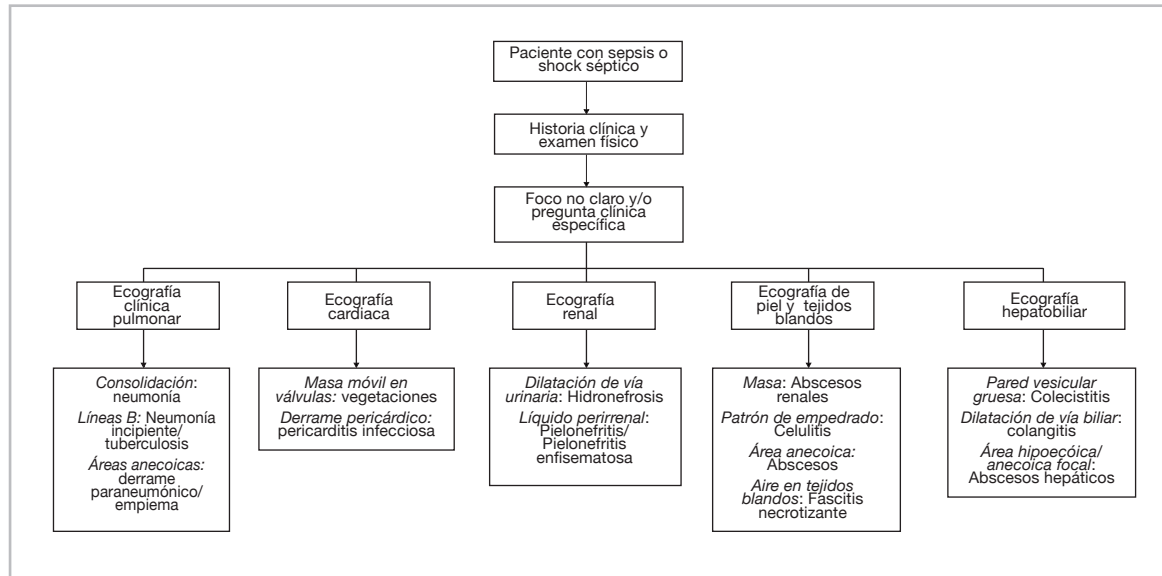 Paciente con sepsis o
shock séptico
Historia clínica y
examen físico
Foco no claro y/o
pregunta clínica
específica
Ecografía
clínica
pulmonar
Ecografía
cardiaca
Ecografía
renal
Ecografía de
piel y tejidos
blandos
Ecografía
hepatobiliar
Consolidación:
neumonía
Líneas B: Neumonía
incipiente/
tuberculosis
Áreas anecoicas:
derrame
paraneumónico/
empiema
Masa móvil en
válvulas: vegetaciones
Derrame pericárdico:
pericarditis infecciosa
Dilatación de vía
urinaria: Hidronefrosis
Líquido perirrenal:
Pielonefritis/
Pielonefritis
enfisematosa
Masa: Abscesos
renales
Patrón de empedrado:
Celulitis
Área anecoica:
Abscesos
Aire en tejidos
blandos: Fascitis
necrotizante
Pared vesicular
gruesa: Colecistitis
Dilatación de vía biliar:
colangitis
Área hipoecóica/
anecoica focal:
Abscesos hepáticos